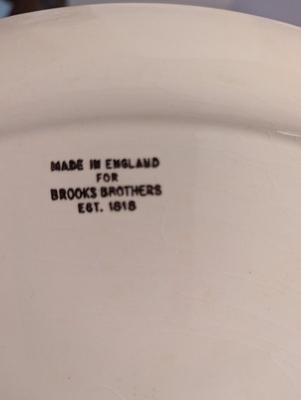 MADE IN ENGLAND
FOR
BROOKS BROTHERS
EST. 1818